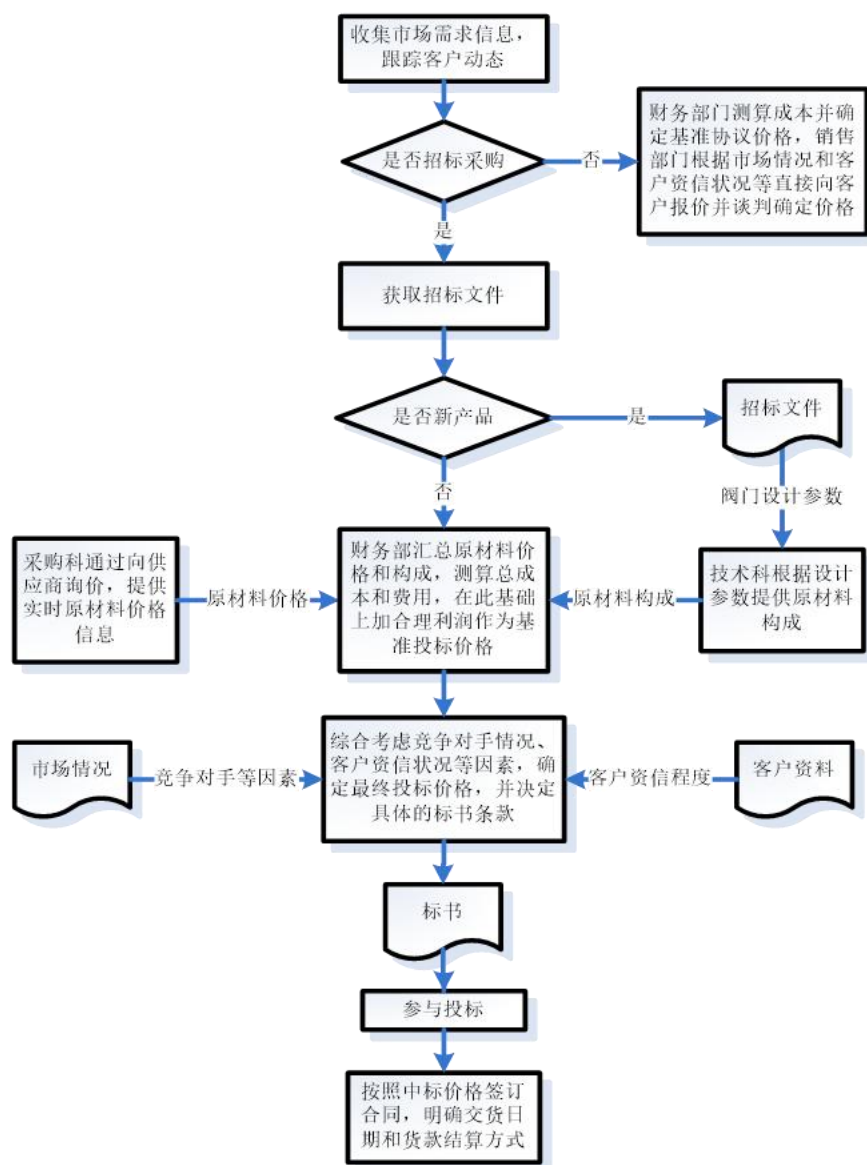 收集市场需求信息，
跟踪客户动态
是否招标采购
否
财务部门测算成本并确
定基准协议价格，销售
部门根据市场情况和客
户资信状况等直接向客
户报价并谈判确定价格
是
获取招标文件
是否新产品
是
招标文件
否
阀门设计参数
采购科通过向供
应商询价，提供
实时原材料价格
信息
原材料价格
财务部汇总原材料价
格和构成，测算总成
本和费用，在此基础
上加合理利润作为基
准投标价格
原材料构成
技术科根据设计
参数提供原材料
构成
市场情况
竞争对手等因素
综合考虑竞争对手情况、
客户资信状况等因素，确
定最终投标价格，并决定
具体的标书条款
客户资信程度
客户资料
标书
参与投标
按照中标价格签订
合同，明确交货日
期和货款结算方式